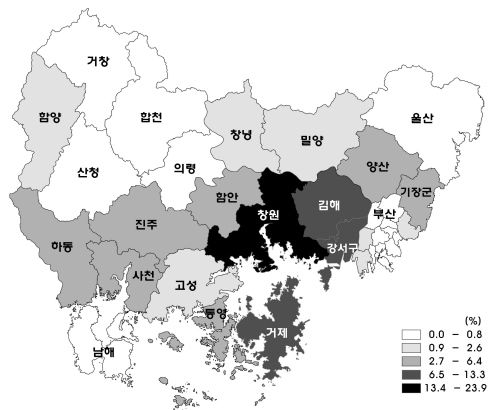 거창
함양
합천
창녕
밀양
울산
산청
의령
양산
함안
김해
기장군
부산
창원
진주
하동
강서구
사천
고성
통영
거제
남해
(%)
0.0 - 0.8
0.9 - 2.6
2.7 - 6.4
6.5 - 13.3
13.4 - 23.9